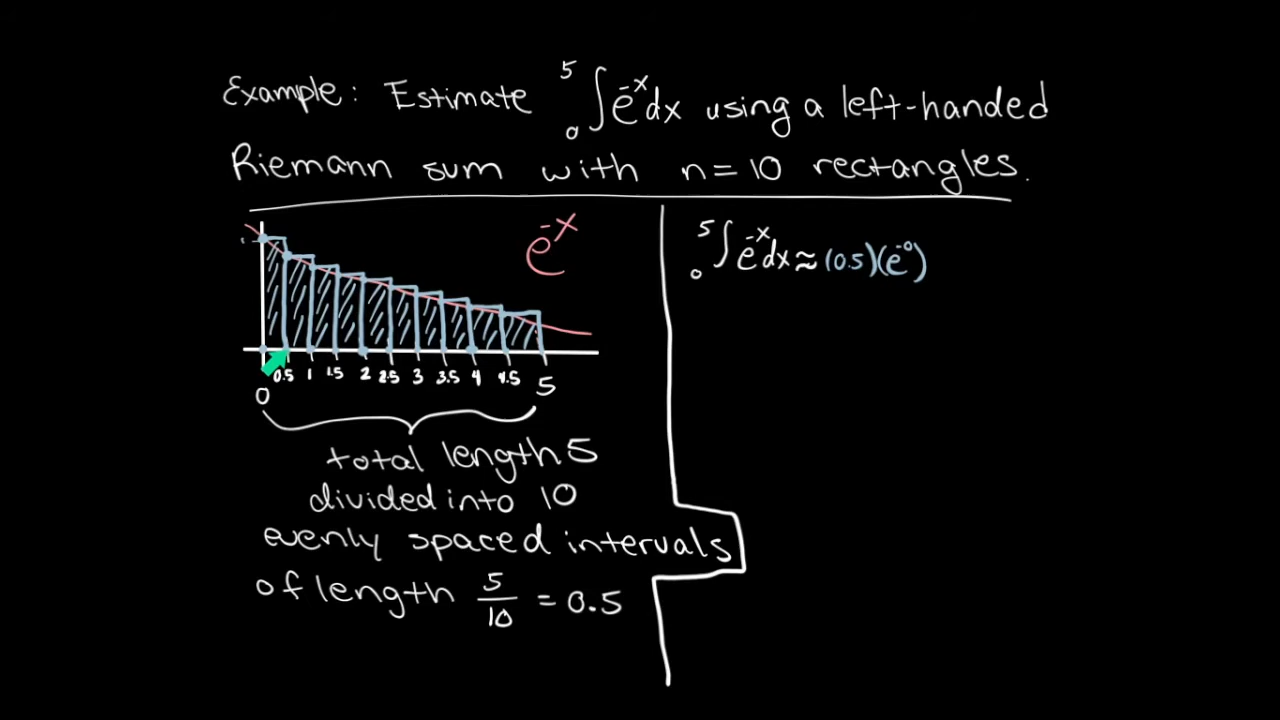 Example: Estimate ₀⁵∫e⁻ˣdx using a left-handed
Riemann sum with n=10 rectangles.
e⁻ˣ
0 0.5 1 1.5 2 2.5 3 3.5 4 4.5 5
total length 5
divided into 10
evenly spaced intervals
of length 5/10 = 0.5
₀⁵∫e⁻ˣdx≈(0.5)(e⁻⁰)